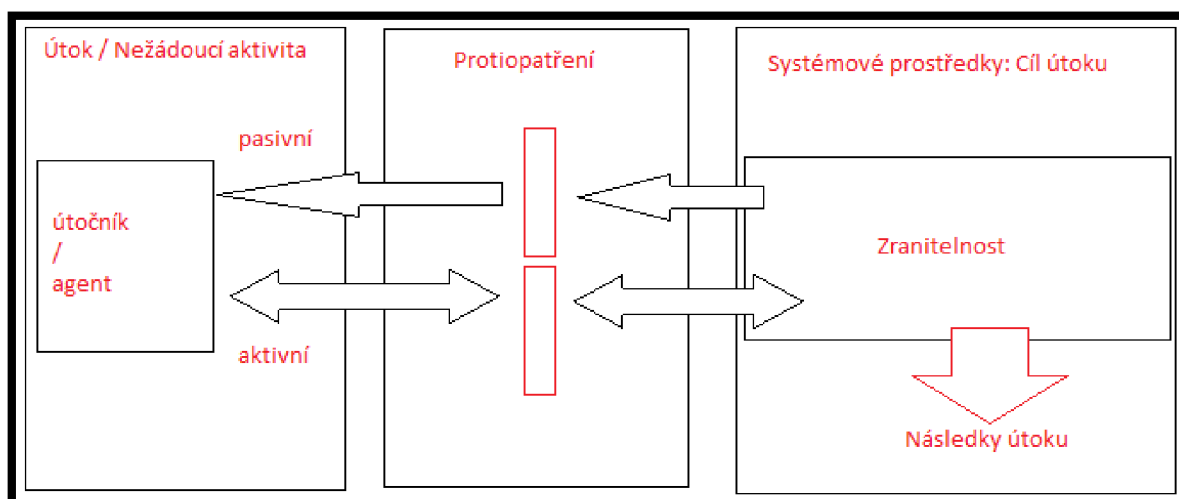 Útok / Nežádoucí aktivita
Protiopatření
Systémové prostředky: Cíl útoku
pasivní
útočník
/
agent
Zranitelnost
aktivní
Následky útoku